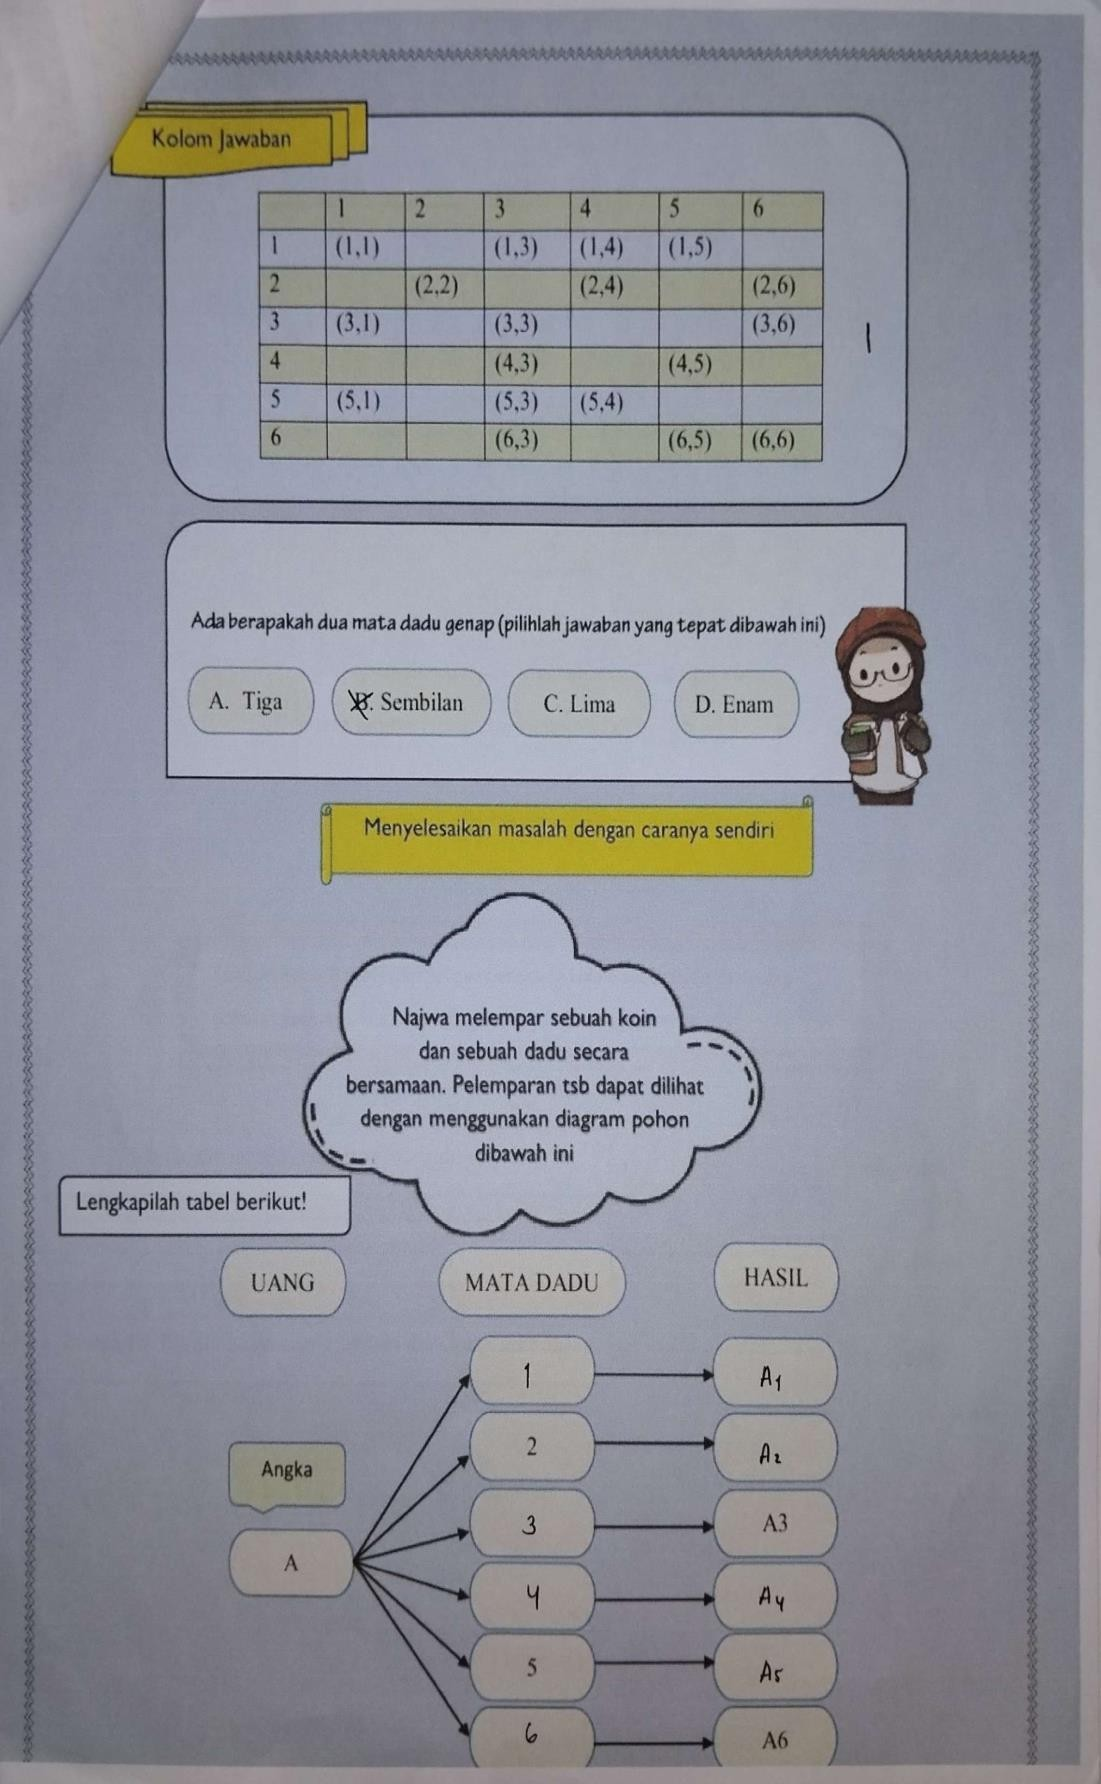 Kolom Jawaban
1 2 3 4 5 6
1 (1,1) (1,3) (1,4) (1,5)
2 (2,2) (2,4) (2,6)
3 (3,1) (3,3) (3,6)
4 (4,3) (4,5)
5 (5,1) (5,3) (5,4)
6 (6,3) (6,5) (6,6)
Ada berapakah dua mata dadu genap (pilihlah jawaban yang tepat dibawah ini)
A. Tiga B. Sembilan C. Lima D. Enam
Menyelesaikan masalah dengan caranya sendiri
Najwa melempar sebuah koin
dan sebuah dadu secara
bersamaan. Pelemparan tsb dapat dilihat
dengan menggunakan diagram pohon
dibawah ini
Lengkapilah tabel berikut!
UANG MATA DADU HASIL
1 A1
2 A2
Angka
3 A3
A
4 A4
5 A5
6 A6